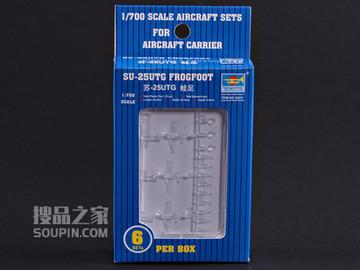 1/700 SCALE AIRCRAFT SETS
FOR
AIRCRAFT CARRIER
SU-25UTG FROGFOOT
苏-25UTG 蛙足
1:700
SCALE
搜品之家
SOUPIN.COM
6
SETS
PER BOX